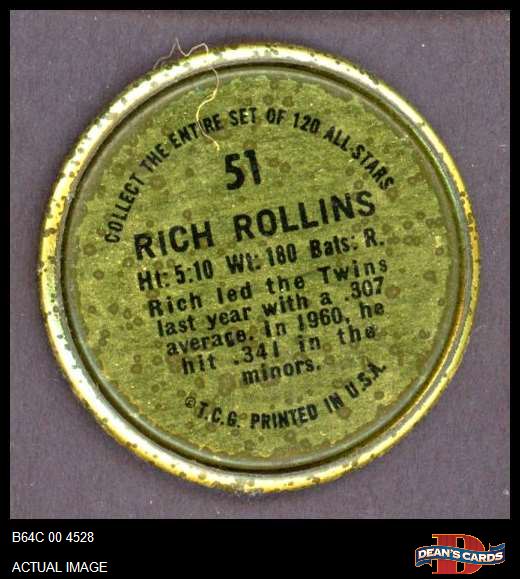 COLLECT THE ENTIRE SET OF 120 ALL-STARS
51
RICH ROLLINS
Ht: 5:10 Wt: 180 Bats: R.
Rich led the Twins
last year with a .307
average. In 1960, he
hit .341 in the
minors.
©T.C.G. PRINTED IN U.S.A.
B64C 00 4528
ACTUAL IMAGE
D
DEAN'S CARDS